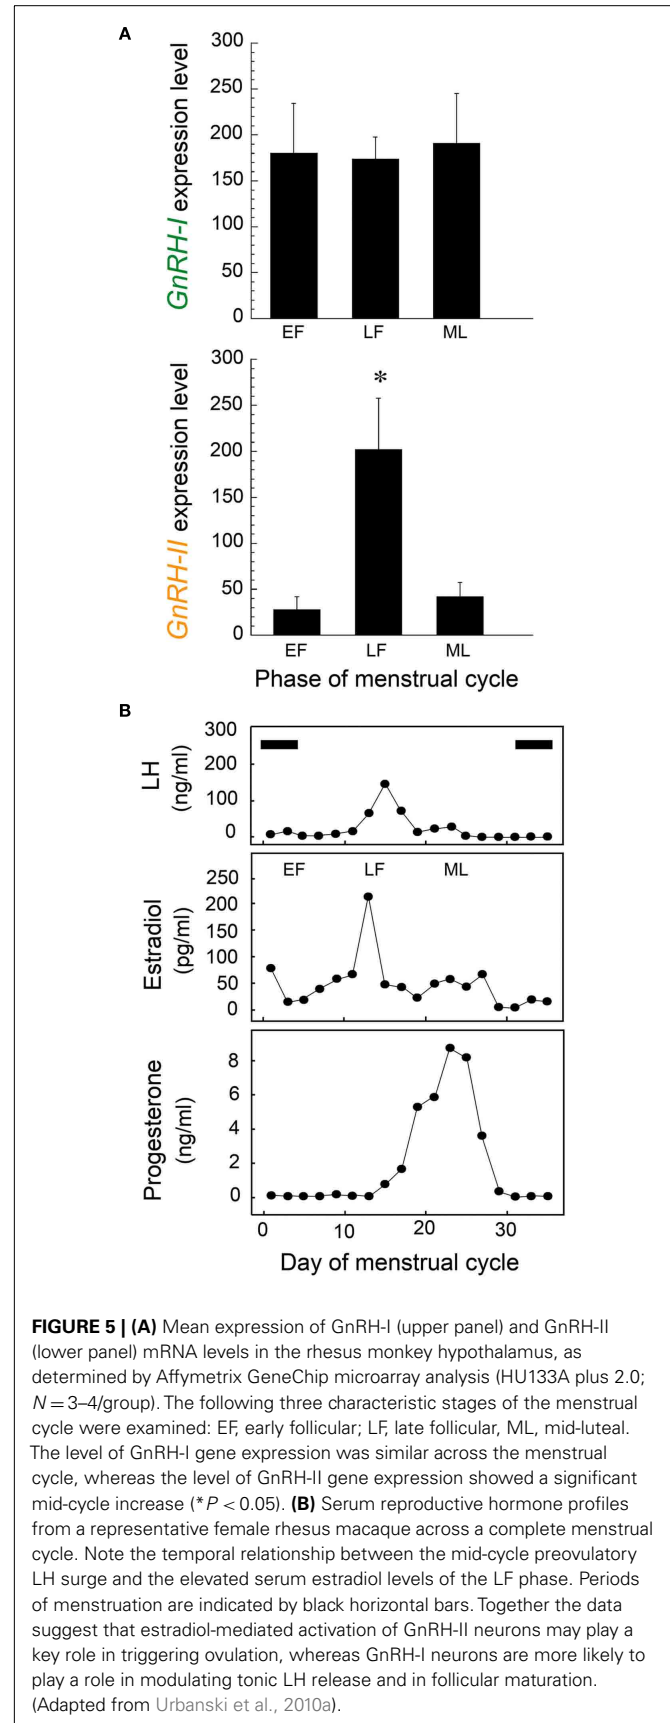 A
GnRH-I expression level
300
250
200
150
100
50
0
EF LF ML
GnRH-II expression level
300
250
200
150
100
50
0
*
EF LF ML
Phase of menstrual cycle
B
LH
(ng/ml)
300
200
100
0
Estradiol
(pg/ml)
EF LF ML
250
200
150
100
50
0
Progesterone
(ng/ml)
8
6
4
2
0
0 10 20 30
Day of menstrual cycle
FIGURE 5 | (A) Mean expression of GnRH-I (upper panel) and GnRH-II
(lower panel) mRNA levels in the rhesus monkey hypothalamus, as
determined by Affymetrix GeneChip microarray analysis (HU133A plus 2.0;
N = 3–4/group). The following three characteristic stages of the menstrual
cycle were examined: EF, early follicular; LF, late follicular, ML, mid-luteal.
The level of GnRH-I gene expression was similar across the menstrual
cycle, whereas the level of GnRH-II gene expression showed a significant
mid-cycle increase (*P < 0.05). (B) Serum reproductive hormone profiles
from a representative female rhesus macaque across a complete menstrual
cycle. Note the temporal relationship between the mid-cycle preovulatory
LH surge and the elevated serum estradiol levels of the LF phase. Periods
of menstruation are indicated by black horizontal bars. Together the data
suggest that estradiol-mediated activation of GnRH-II neurons may play a
key role in triggering ovulation, whereas GnRH-I neurons are more likely to
play a role in modulating tonic LH release and in follicular maturation.
(Adapted from Urbanski et al., 2010a).